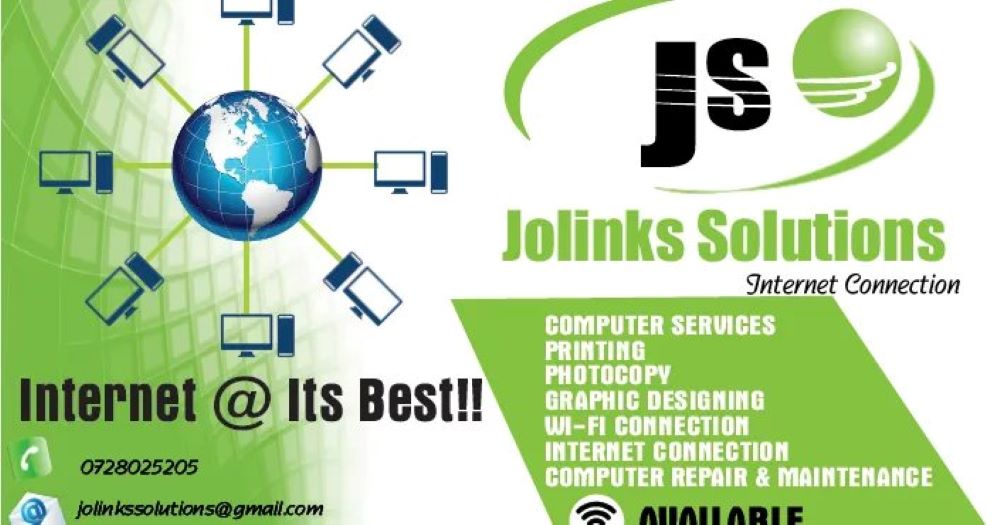 JS
Jolinks Solutions
Internet Connection
COMPUTER SERVICES
PRINTING
PHOTOCOPY
GRAPHIC DESIGNING
WI-FI CONNECTION
INTERNET CONNECTION
COMPUTER REPAIR & MAINTENANCE
AVAILABLE
Internet @ Its Best!!
0728025205
jolinkssolutions@gmail.com